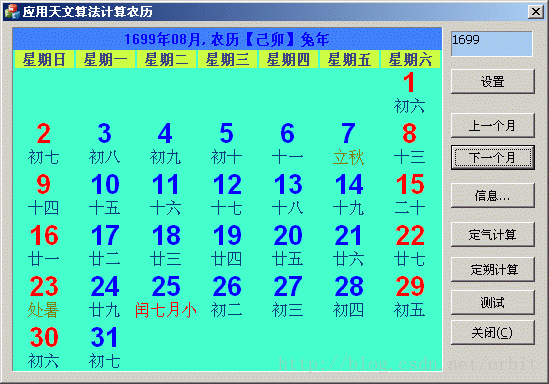 应用天文算法计算农历
1699年08月,农历【己卯】兔年
星期日 星期一 星期二 星期三 星期四 星期五 星期六
1
初六
2 3 4 5 6 7 8
初七 初八 初九 初十 十一 立秋 十三
9 10 11 12 13 14 15
十四 十五 十六 十七 十八 十九 二十
16 17 18 19 20 21 22
廿一 廿二 廿三 廿四 廿五 廿六 廿七
23 24 25 26 27 28 29
处暑 廿九 闰七月小 初二 初三 初四 初五
30 31
初六 初七
1699
设置
上一个月
下一个月
信息...
定气计算
定朔计算
测试
关闭(C)
http://blog.csdn.net/orbit